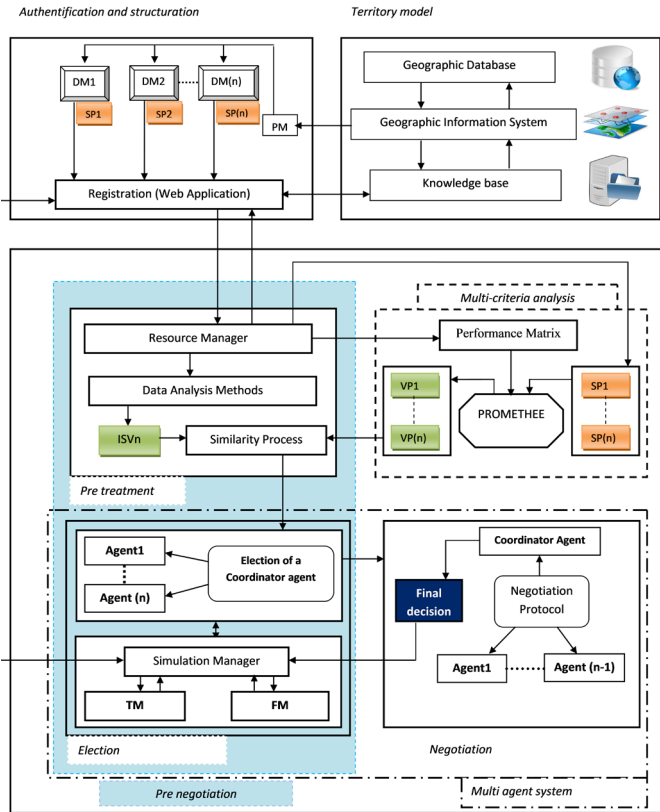 Authentification and structuration
Territory model
DM1
DM2
DM(n)
SP1
SP2
SP(n)
PM
Registration (Web Application)
Geographic Database
Geographic Information System
Knowledge base
Multi-criteria analysis
Resource Manager
Performance Matrix
Data Analysis Methods
VP1
PROMETHEE
SP1
ISVn
Similarity Process
VP(n)
SP(n)
Pre treatment
Agent1
Agent (n)
Election of a
Coordinator agent
Coordinator Agent
Final
decision
Negotiation
Protocol
Agent1
Agent (n-1)
Simulation Manager
TM
FM
Election
Negotiation
Pre negotiation
Multi agent system